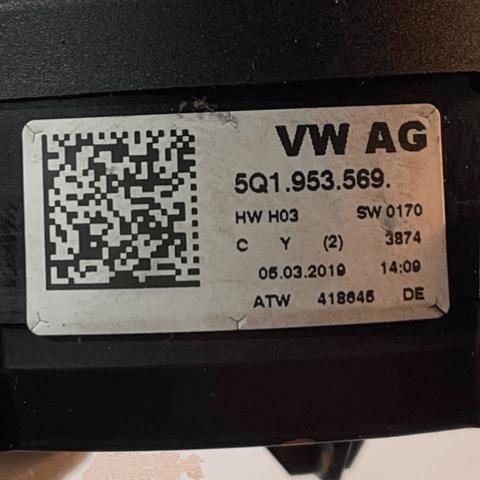 VW AG
5Q1.953.569.
HW H03 SW 0170
C Y (2) 3874
05.03.2019 14:09
ATW 418645 DE